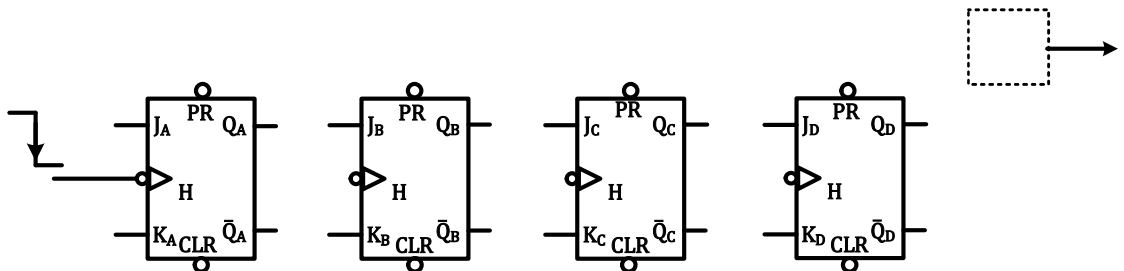 PR PR PR PR
J_A Q_A J_B Q_B J_C Q_C J_D Q_D
H H H H
K_A CLR Q̄_A K_B CLR Q̄_B K_C CLR Q̄_C K_D CLR Q̄_D